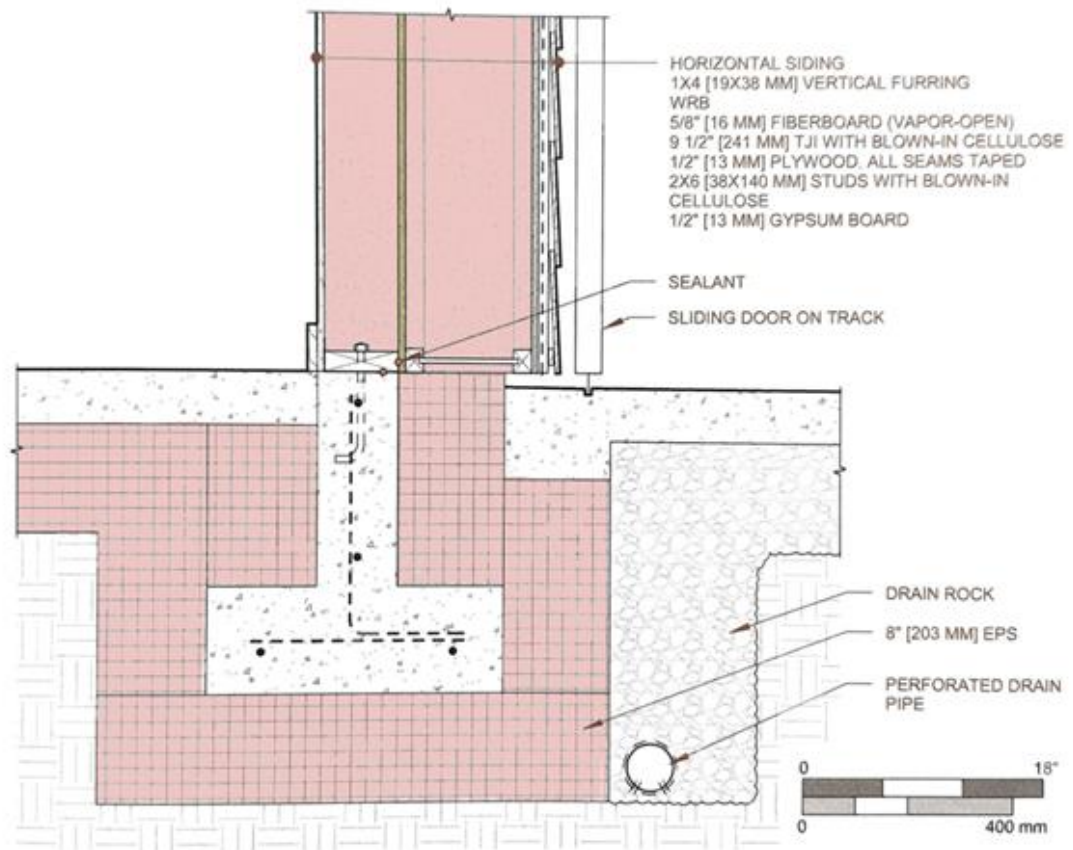 HORIZONTAL SIDING
1X4 [19X38 MM] VERTICAL FURRING
WRB
5/8" [16 MM] FIBERBOARD (VAPOR-OPEN)
9 1/2" [241 MM] TJI WITH BLOWN-IN CELLULOSE
1/2" [13 MM] PLYWOOD. ALL SEAMS TAPED
2X6 [38X140 MM] STUDS WITH BLOWN-IN
CELLULOSE
1/2" [13 MM] GYPSUM BOARD
SEALANT
SLIDING DOOR ON TRACK
DRAIN ROCK
8" [203 MM] EPS
PERFORATED DRAIN
PIPE
0 18"
0 400 mm